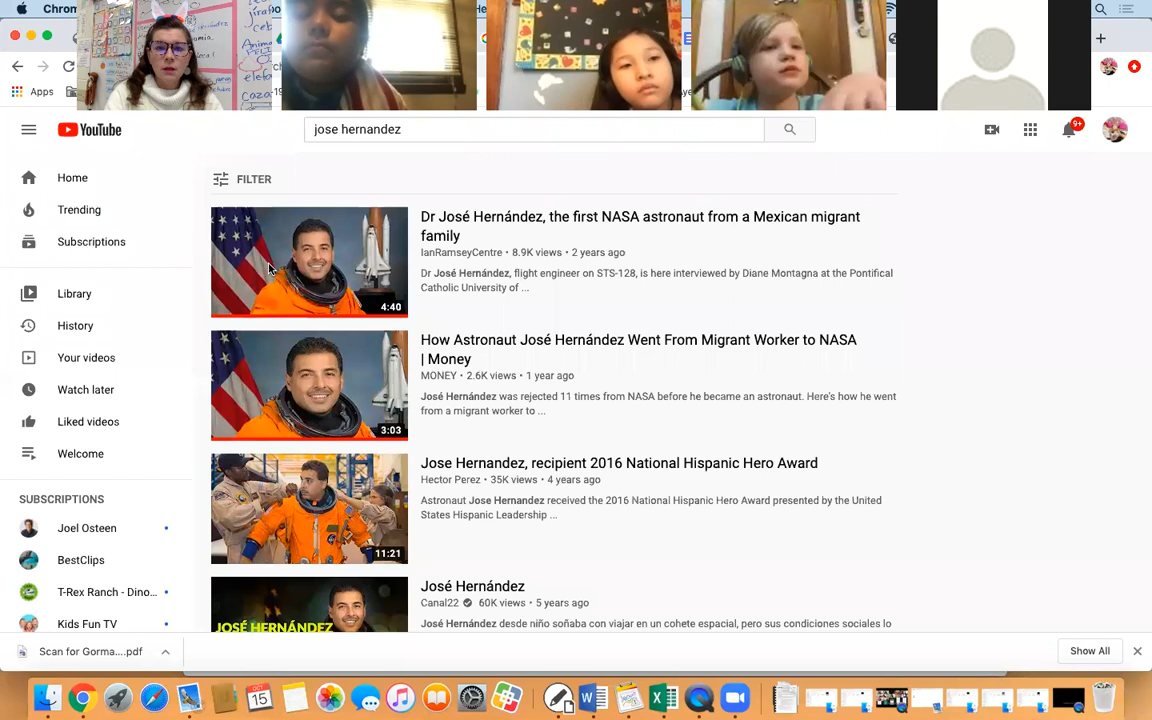 Chrom
Apps
YouTube
jose hernandez
9+
Home
Trending
Subscriptions
Library
History
Your videos
Watch later
Liked videos
Welcome
SUBSCRIPTIONS
Joel Osteen
BestClips
T-Rex Ranch - Dino...
Kids Fun TV
FILTER
4:40
Dr José Hernández, the first NASA astronaut from a Mexican migrant
family
IanRamseyCentre • 8.9K views • 2 years ago
Dr José Hernández, flight engineer on STS-128, is here interviewed by Diane Montagna at the Pontifical
Catholic University of ...
3:03
How Astronaut José Hernández Went From Migrant Worker to NASA
| Money
MONEY • 2.6K views • 1 year ago
José Hernández was rejected 11 times from NASA before he became an astronaut. Here's how he went
from a migrant worker to ...
11:21
Jose Hernandez, recipient 2016 National Hispanic Hero Award
Hector Perez • 35K views • 4 years ago
Astronaut Jose Hernandez received the 2016 National Hispanic Hero Award presented by the United
States Hispanic Leadership ...
JOSÉ HERNÁNDEZ
José Hernández
Canal22 60K views • 5 years ago
José Hernández desde niño soñaba con viajar en un cohete espacial, pero sus condiciones sociales lo
Scan for Gorma....pdf
Show All
OCT
15